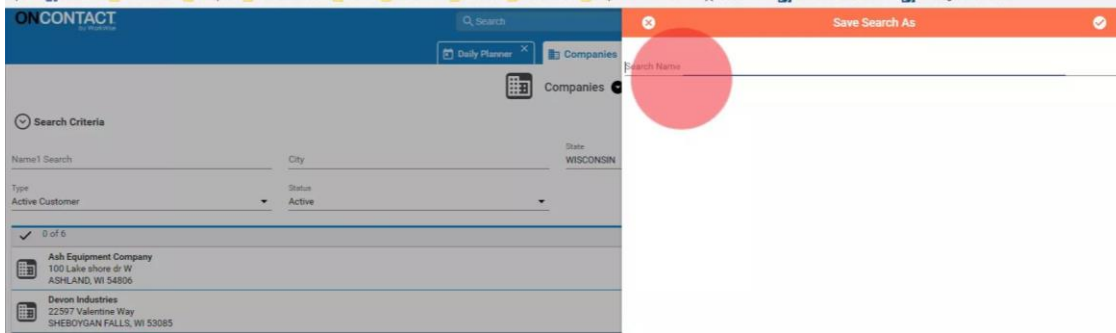 ONCONTACT
by WorkWise
Search
Save Search As
Daily Planner
Companies
Search Name
Companies
Search Criteria
Name1 Search
City
State
WISCONSIN
Type
Active Customer
Status
Active
0 of 6
Ash Equipment Company
100 Lake shore dr W
ASHLAND, WI 54806
Devon Industries
22597 Valentine Way
SHEBOYGAN FALLS, WI 53085